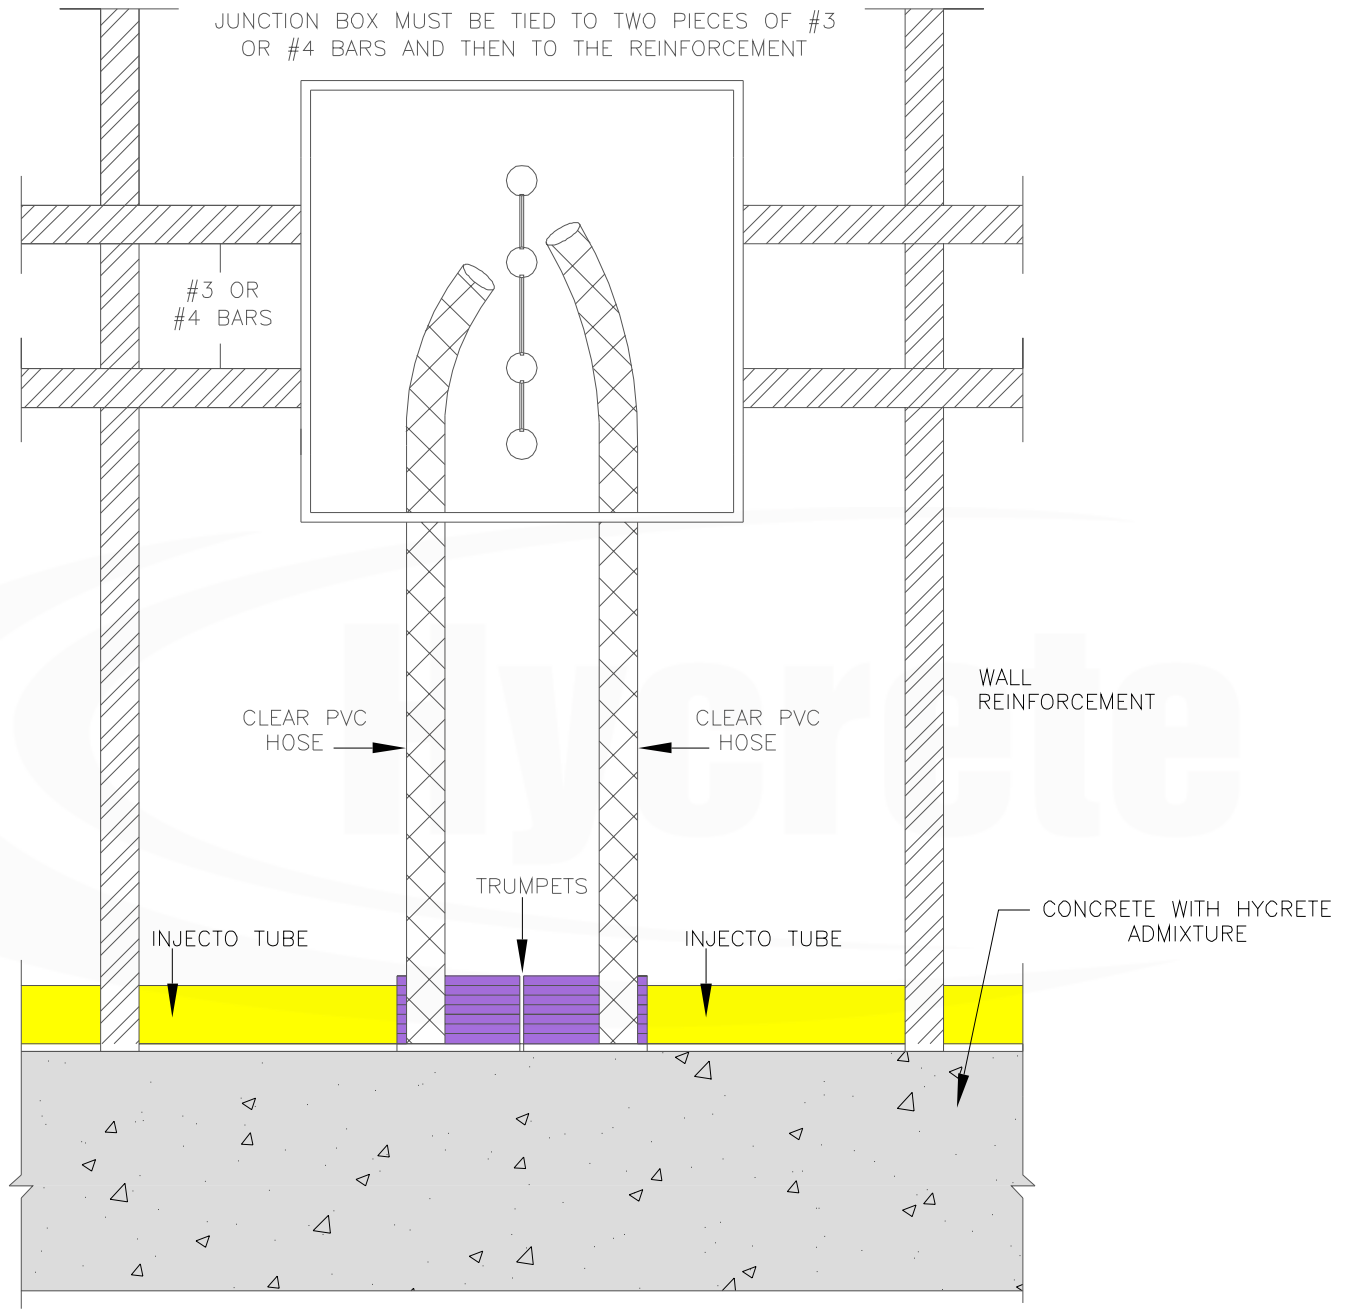 JUNCTION BOX MUST BE TIED TO TWO PIECES OF #3
OR #4 BARS AND THEN TO THE REINFORCEMENT
#3 OR
#4 BARS
WALL
REINFORCEMENT
CLEAR PVC
HOSE
CLEAR PVC
HOSE
Hycrete
TRUMPETS
INJECTO TUBE
INJECTO TUBE
CONCRETE WITH HYCRETE
ADMIXTURE